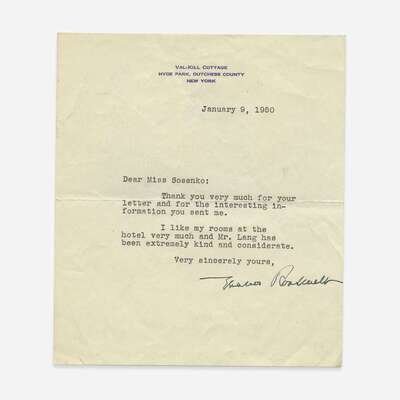 VAL-KILL COTTAGE
HYDE PARK, DUTCHESS COUNTY
NEW YORK
January 9, 1950
Dear Miss Sosenko:
Thank you very much for your
letter and for the interesting in-
formation you sent me.
I like my rooms at the
hotel very much and Mr. Lang has
been extremely kind and considerate.
Very sincerely yours,
Eleanor Roosevelt